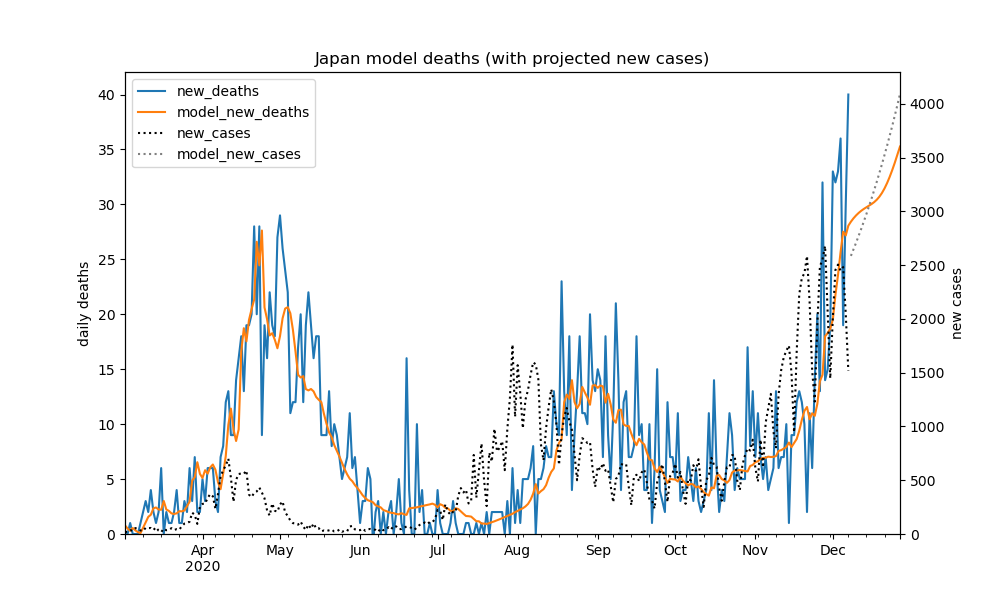 Japan model deaths (with projected new cases)
new_deaths
model_new_deaths
new_cases
model_new_cases
daily deaths
40
35
30
25
20
15
10
5
0
4000
3500
3000
2500
2000
1500
1000
500
0
new cases
Apr May Jun Jul Aug Sep Oct Nov Dec
2020